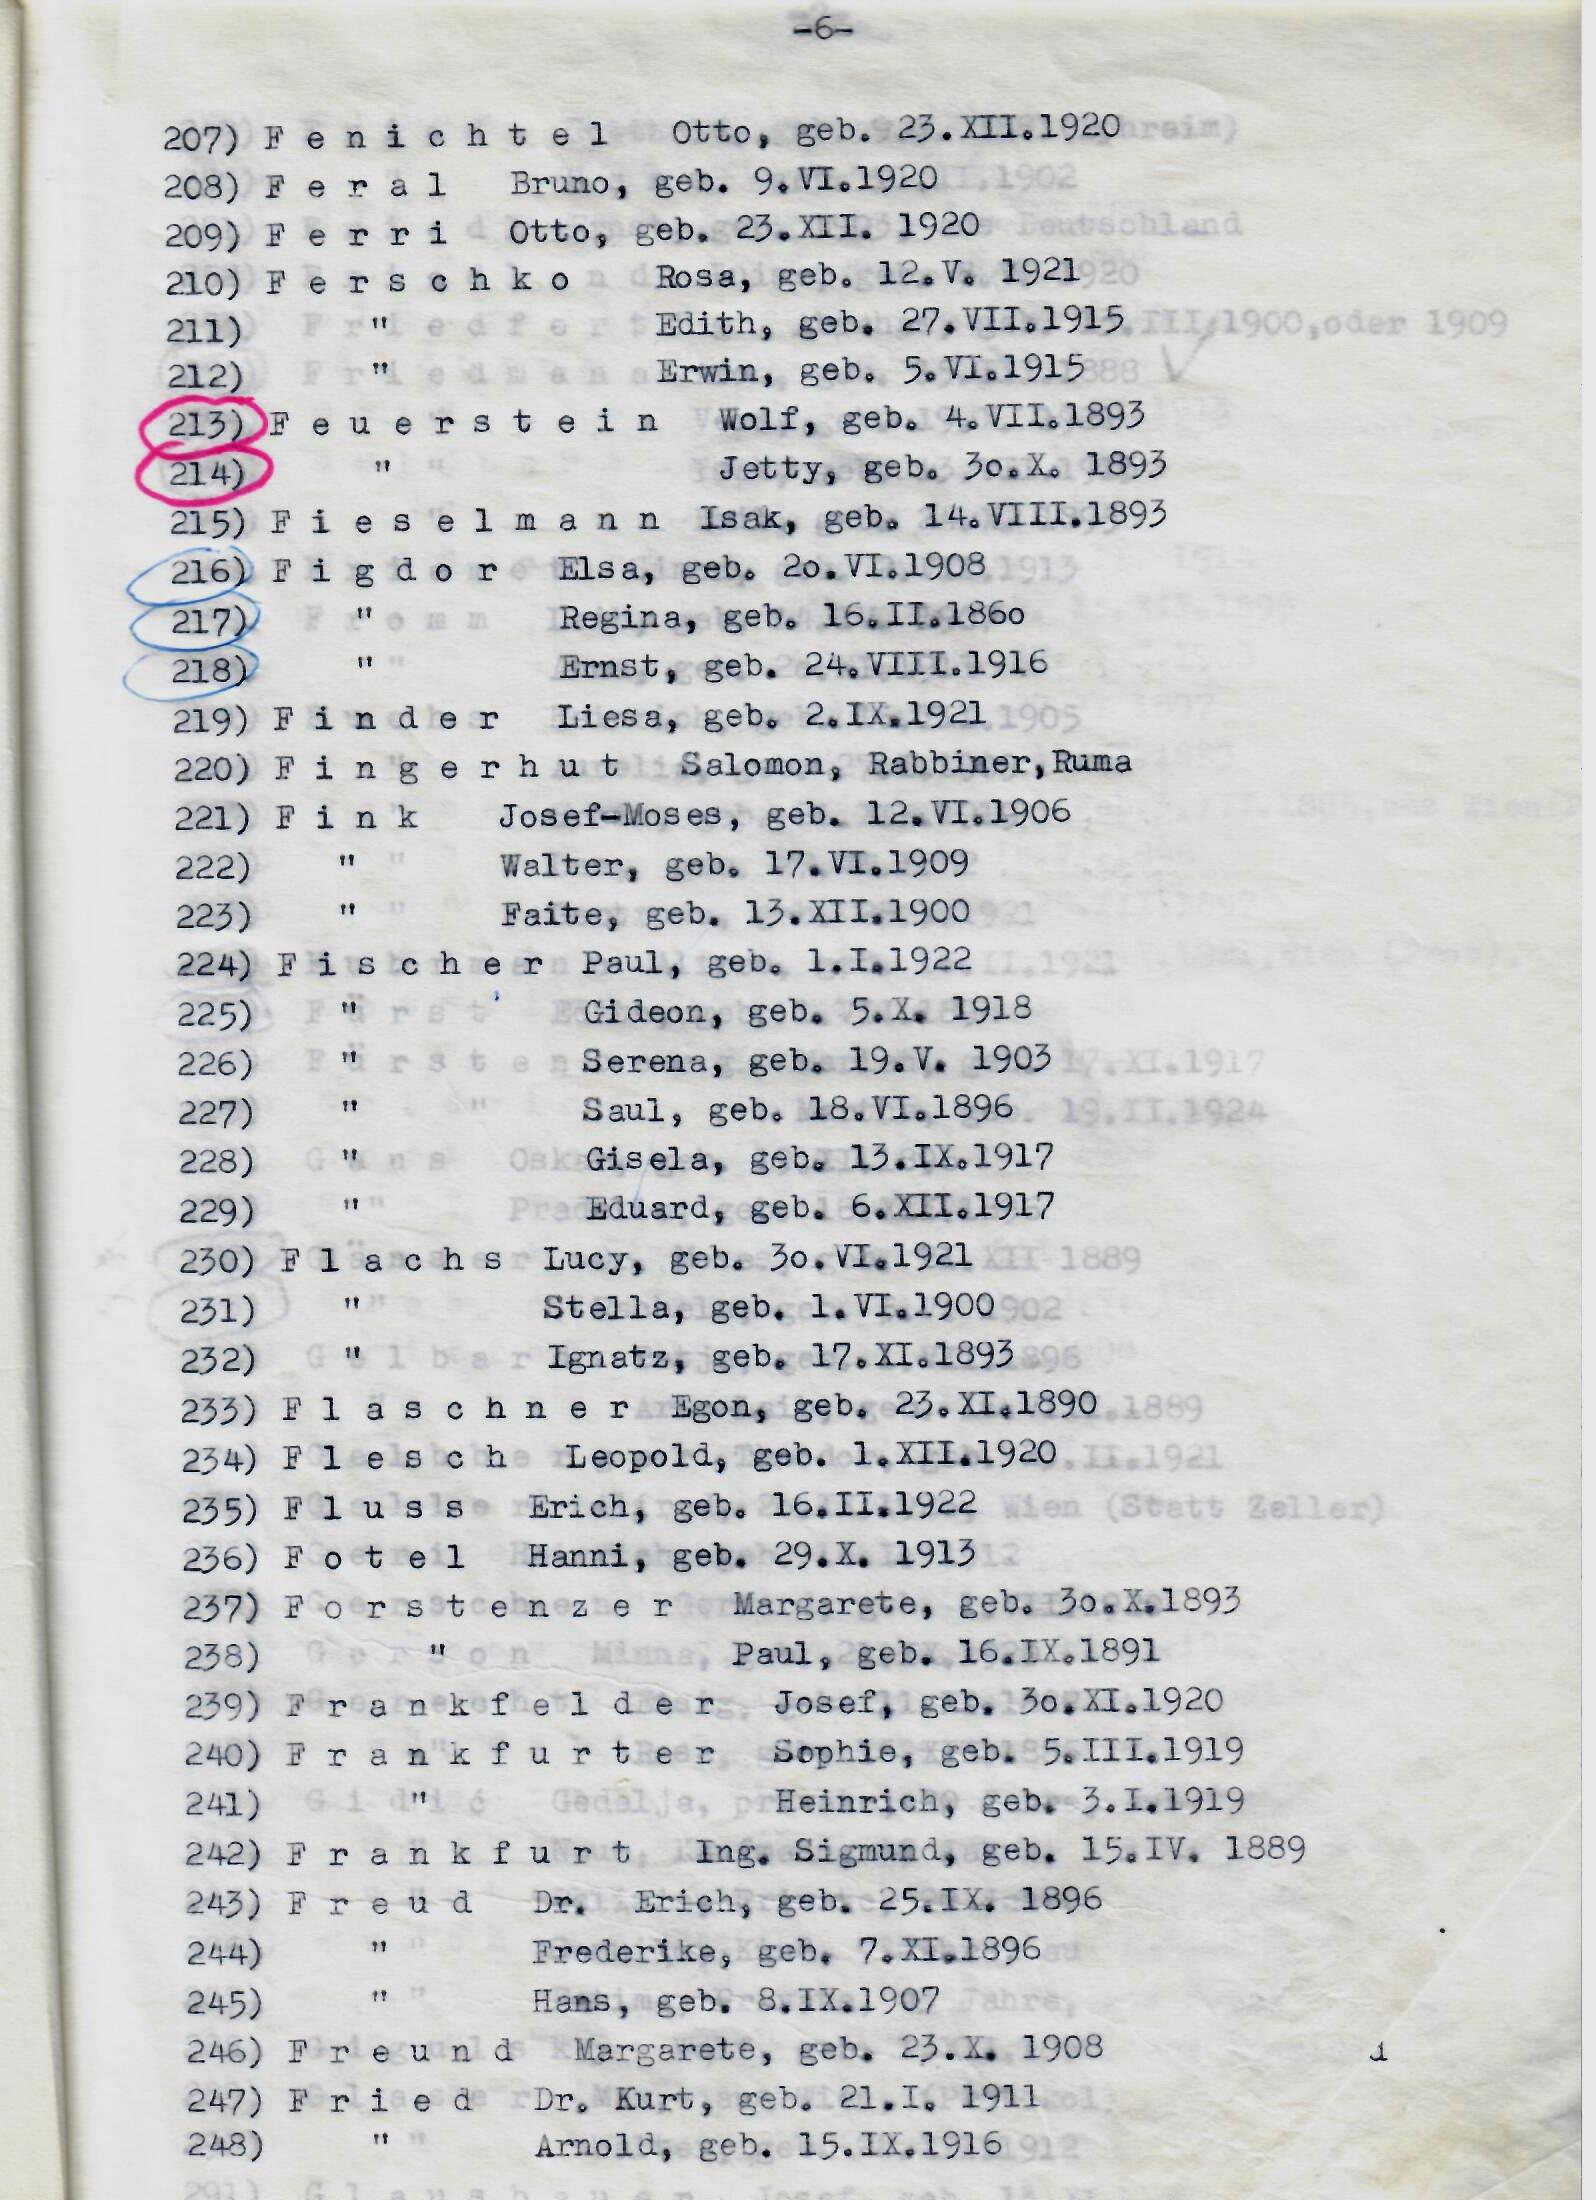 -6-
207) F e n i c h t e l Otto, geb. 23.XII.1920
208) F e r a l Bruno, geb. 9.VI.1920
209) F e r r i Otto, geb. 23.XII. 1920
210) F e r s c h k o Rosa, geb. 12.V. 1921
211) " Edith, geb. 27.VII.1915
212) " Erwin, geb. 5.VI.1915
213) F e u e r s t e i n Wolf, geb. 4.VII.1893
214) " Jetty, geb. 3o.X. 1893
215) F i e s e l m a n n Isak, geb. 14.VIII.1893
216) F i g d o r Elsa, geb. 2o.VI.1908
217) " Regina, geb. 16.II.186o
218) " Ernst, geb. 24.VIII.1916
219) F i n d e r Liesa, geb. 2.IX.1921
220) F i n g e r h u t Salomon, Rabbiner,Ruma
221) F i n k Josef-Moses, geb. 12.VI.1906
222) " Walter, geb. 17.VI.1909
223) " Faite, geb. 13.XII.1900
224) F i s c h e r Paul, geb. 1.I.1922
225) " Gideon, geb. 5.X. 1918
226) " Serena, geb. 19.V. 1903
227) " Saul, geb. 18.VI.1896
228) " Gisela, geb. 13.IX.1917
229) " Eduard, geb. 6.XII.1917
230) F l a c h s Lucy, geb. 3o.VI.1921
231) " Stella, geb. 1.VI.1900
232) " Ignatz, geb. 17.XI.1893
233) F l a s c h n e r Egon, geb. 23.XI.1890
234) F l e s c h Leopold, geb. 1.XII.1920
235) F l u s s Erich, geb. 16.II.1922
236) F o t e l Hanni, geb. 29.X. 1913
237) F o r s t e n z e r Margarete, geb. 3o.X.1893
238) " Paul, geb. 16.IX.1891
239) F r a n k f e l d e r Josef, geb. 3o.XI.1920
240) F r a n k f u r t e r Sophie, geb. 5.III.1919
241) " Heinrich, geb. 3.I.1919
242) F r a n k f u r t Ing. Sigmund, geb. 15.IV. 1889
243) F r e u d Dr. Erich, geb. 25.IX. 1896
244) " Frederike, geb. 7.XI.1896
245) " Hans, geb. 8.IX.1907
246) F r e u n d Margarete, geb. 23.X. 1908
247) F r i e d Dr. Kurt, geb. 21.I. 1911
248) " Arnold, geb. 15.IX.1916